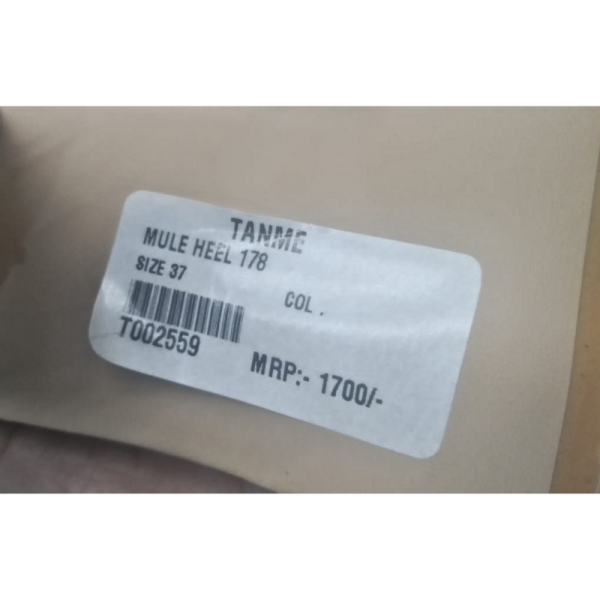 TANME
MULE HEEL 178
SIZE 37
COL .
T002559
MRP:- 1700/-